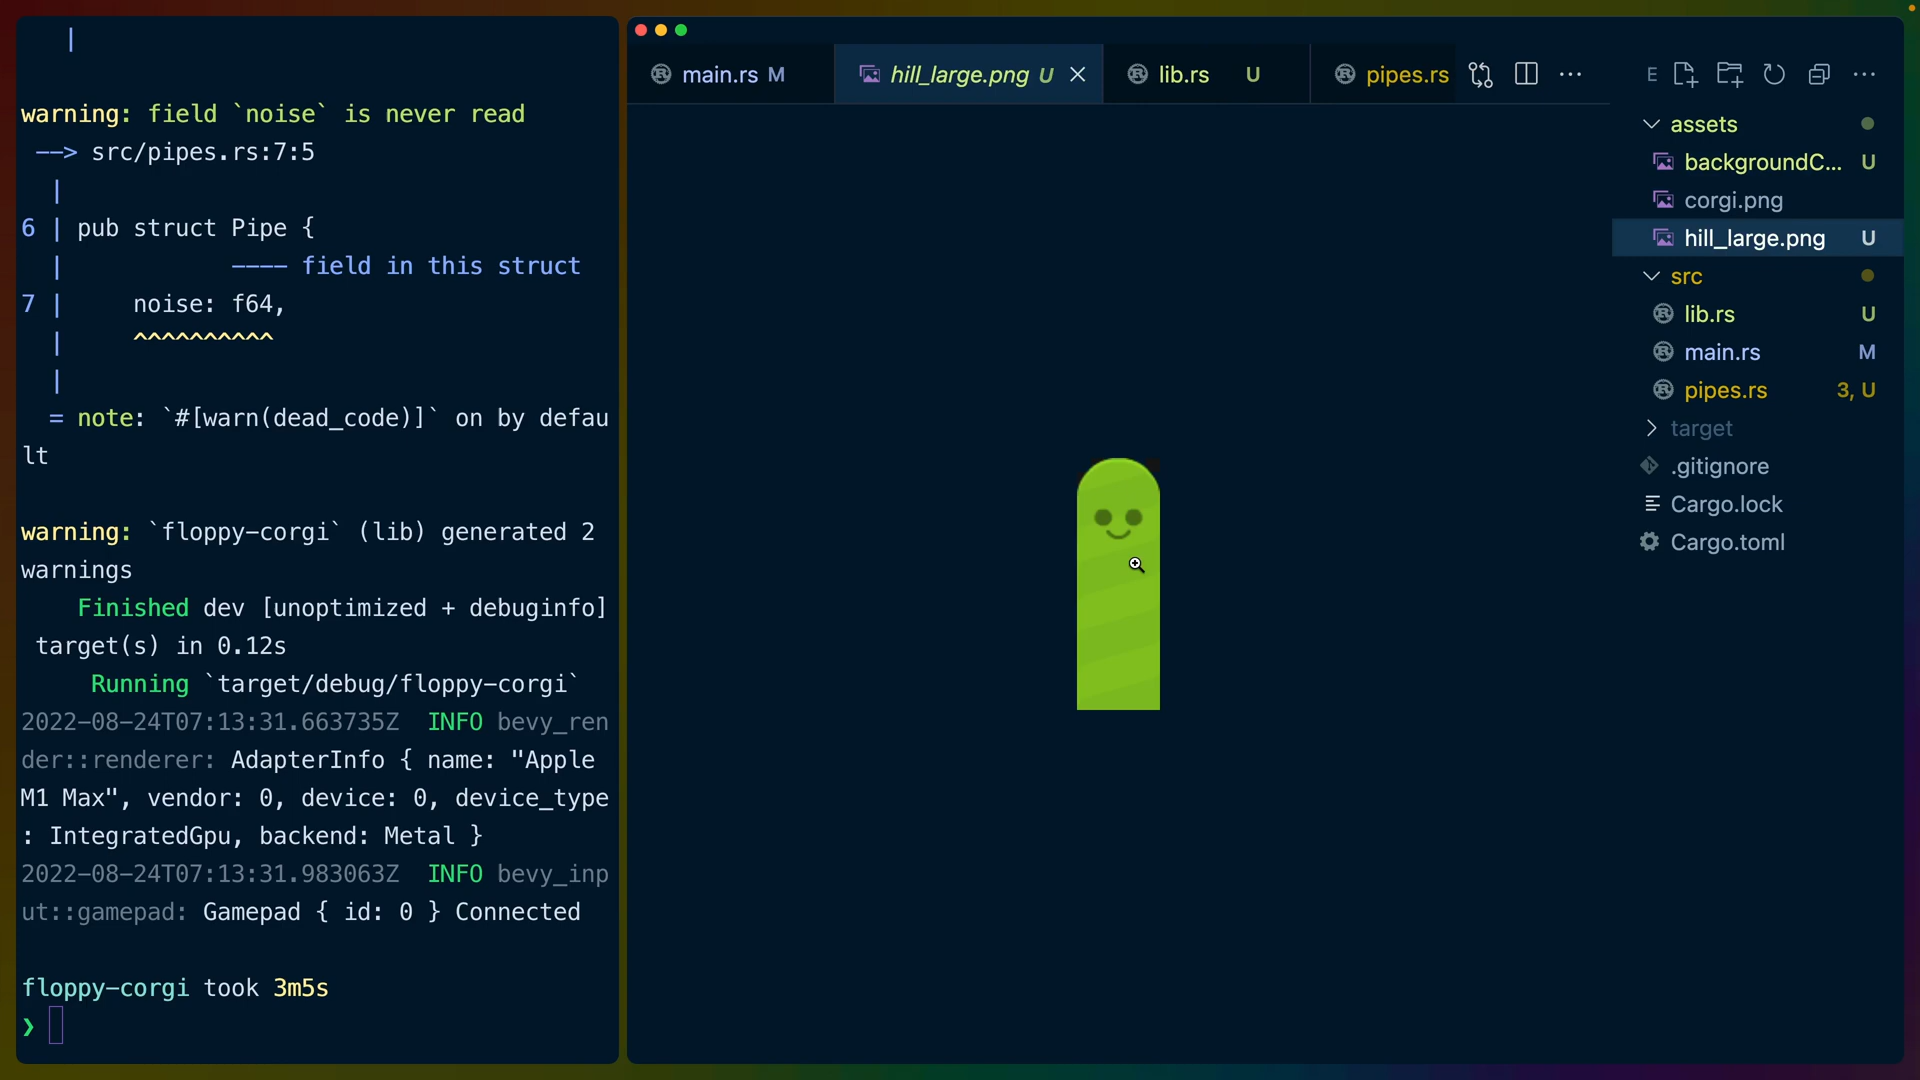 |
warning: field `noise` is never read
--> src/pipes.rs:7:5
|
6 | pub struct Pipe {
| ---- field in this struct
7 | noise: f64,
| ^^^^^^^^^^
|
= note: `#[warn(dead_code)]` on by defau
lt
warning: `floppy-corgi` (lib) generated 2
warnings
Finished dev [unoptimized + debuginfo]
target(s) in 0.12s
Running `target/debug/floppy-corgi`
2022-08-24T07:13:31.663735Z INFO bevy_ren
der::renderer: AdapterInfo { name: "Apple
M1 Max", vendor: 0, device: 0, device_type
: IntegratedGpu, backend: Metal }
2022-08-24T07:13:31.983063Z INFO bevy_inp
ut::gamepad: Gamepad { id: 0 } Connected
floppy-corgi took 3m5s
❯
main.rs M
hill_large.png U
lib.rs U
pipes.rs
E
assets
backgroundC... U
corgi.png
hill_large.png U
src
lib.rs U
main.rs M
pipes.rs 3, U
target
.gitignore
Cargo.lock
Cargo.toml